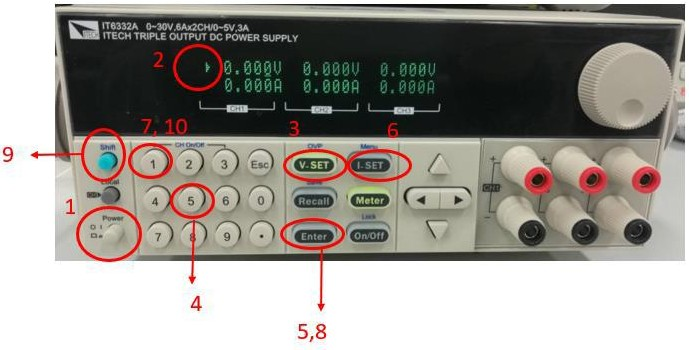 IT6332A 0~30V,6Ax2CH/0~5V,3A
ITECH ITECH TRIPLE OUTPUT DC POWER SUPPLY
2
0.000V 0.000V 0.000V
0.000A 0.000A 0.000A
CH1 CH2 CH3
9
Shift
7, 10
CH On/Off
3
OVP
Menu
6
1 2 3 Esc V-SET I-SET
Local
4 5 6 0 Recall Meter
1
Power
Lock
7 8 9 . Enter On/Off
+ + +
CH1
- 
4
5,8